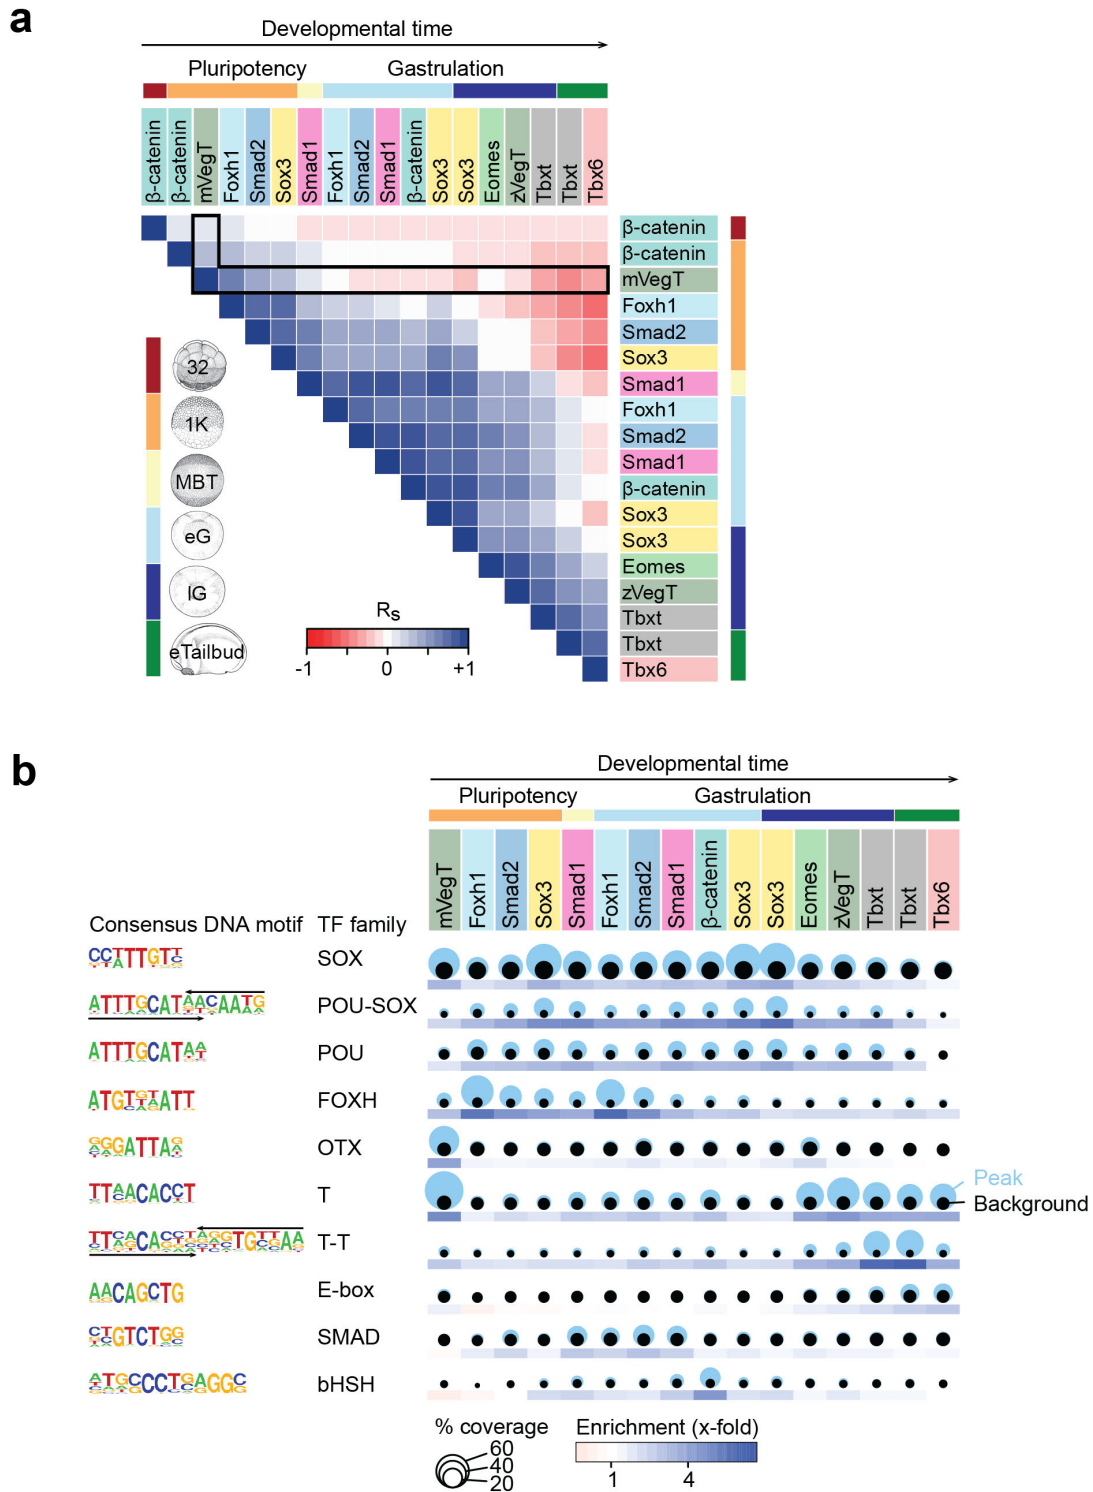 a
Developmental time
Pluripotency Gastrulation
β-catenin β-catenin mVegT Foxh1 Smad2 Sox3 Smad1 Foxh1 Smad2 Smad1 β-catenin Sox3 Sox3 Eomes zVegT Tbxt Tbxt Tbx6
β-catenin
β-catenin
mVegT
Foxh1
Smad2
Sox3
Smad1
Foxh1
Smad2
Smad1
β-catenin
Sox3
Sox3
Eomes
zVegT
Tbxt
Tbxt
Tbx6
32
1K
MBT
eG
lG
eTailbud
Rs
-1 0 +1
b
Developmental time
Pluripotency Gastrulation
mVegT Foxh1 Smad2 Sox3 Smad1 Foxh1 Smad2 Smad1 β-catenin Sox3 Sox3 Eomes zVegT Tbxt Tbxt Tbx6
Consensus DNA motif TF family
SOX
POU-SOX
POU
FOXH
OTX
T
T-T
E-box
SMAD
bHSH
Peak
Background
% coverage
60
40
20
Enrichment (x-fold)
1 4